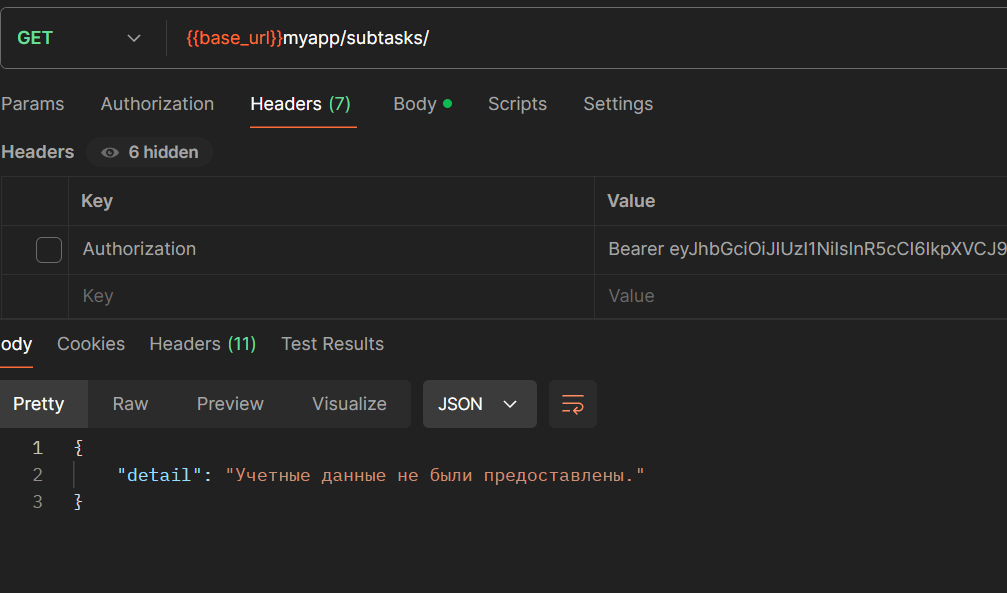 GET {{base_url}}myapp/subtasks/
Params Authorization Headers (7) Body Scripts Settings
Headers 6 hidden
Key Value
Authorization Bearer eyJhbGciOiJIUzI1NiIsInR5cCI6IkpXVCJ9
Key Value
ody Cookies Headers (11) Test Results
Pretty Raw Preview Visualize JSON
1 {
2 "detail": "Учетные данные не были предоставлены."
3 }